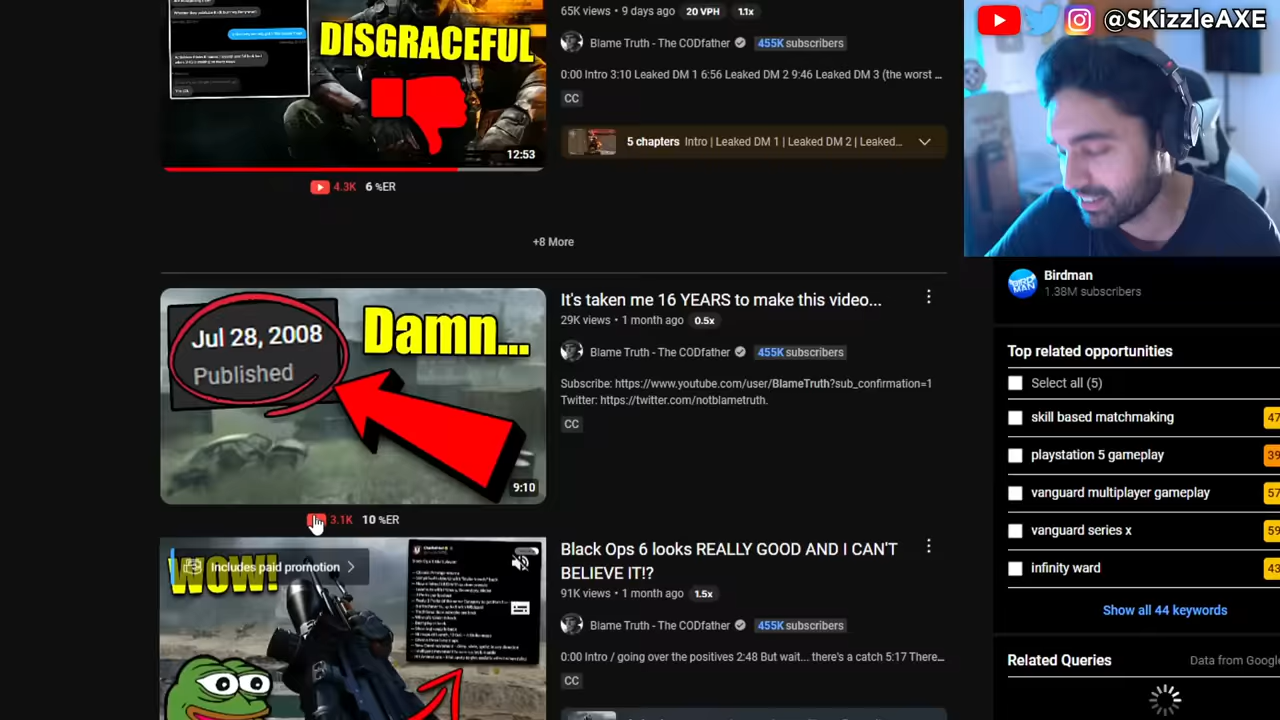 @SKizzleAXE
DISGRACEFUL
12:53
4.3K 6 %ER
65K views • 9 days ago 20 VPH 1.1x
Blame Truth - The CODfather 455K subscribers
0:00 Intro 3:10 Leaked DM 1 6:56 Leaked DM 2 9:46 Leaked DM 3 (the worst ...
CC
5 chapters Intro | Leaked DM 1 | Leaked DM 2 | Leaked...
+8 More
Jul 28, 2008
Published
Damn...
9:10
3.1K 10 %ER
It's taken me 16 YEARS to make this video...
29K views • 1 month ago 0.5x
Blame Truth - The CODfather 455K subscribers
Subscribe: https://www.youtube.com/user/BlameTruth?sub_confirmation=1
Twitter: https://twitter.com/notblametruth.
CC
WOW!
Includes paid promotion
Black Ops 6 looks REALLY GOOD AND I CAN'T
BELIEVE IT!?
91K views • 1 month ago 1.5x
Blame Truth - The CODfather 455K subscribers
0:00 Intro / going over the positives 2:48 But wait... there's a catch 5:17 There...
CC
Birdman
1.38M subscribers
Top related opportunities
Select all (5)
skill based matchmaking 47
playstation 5 gameplay 39
vanguard multiplayer gameplay 57
vanguard series x 59
infinity ward 43
Show all 44 keywords
Related Queries Data from Google